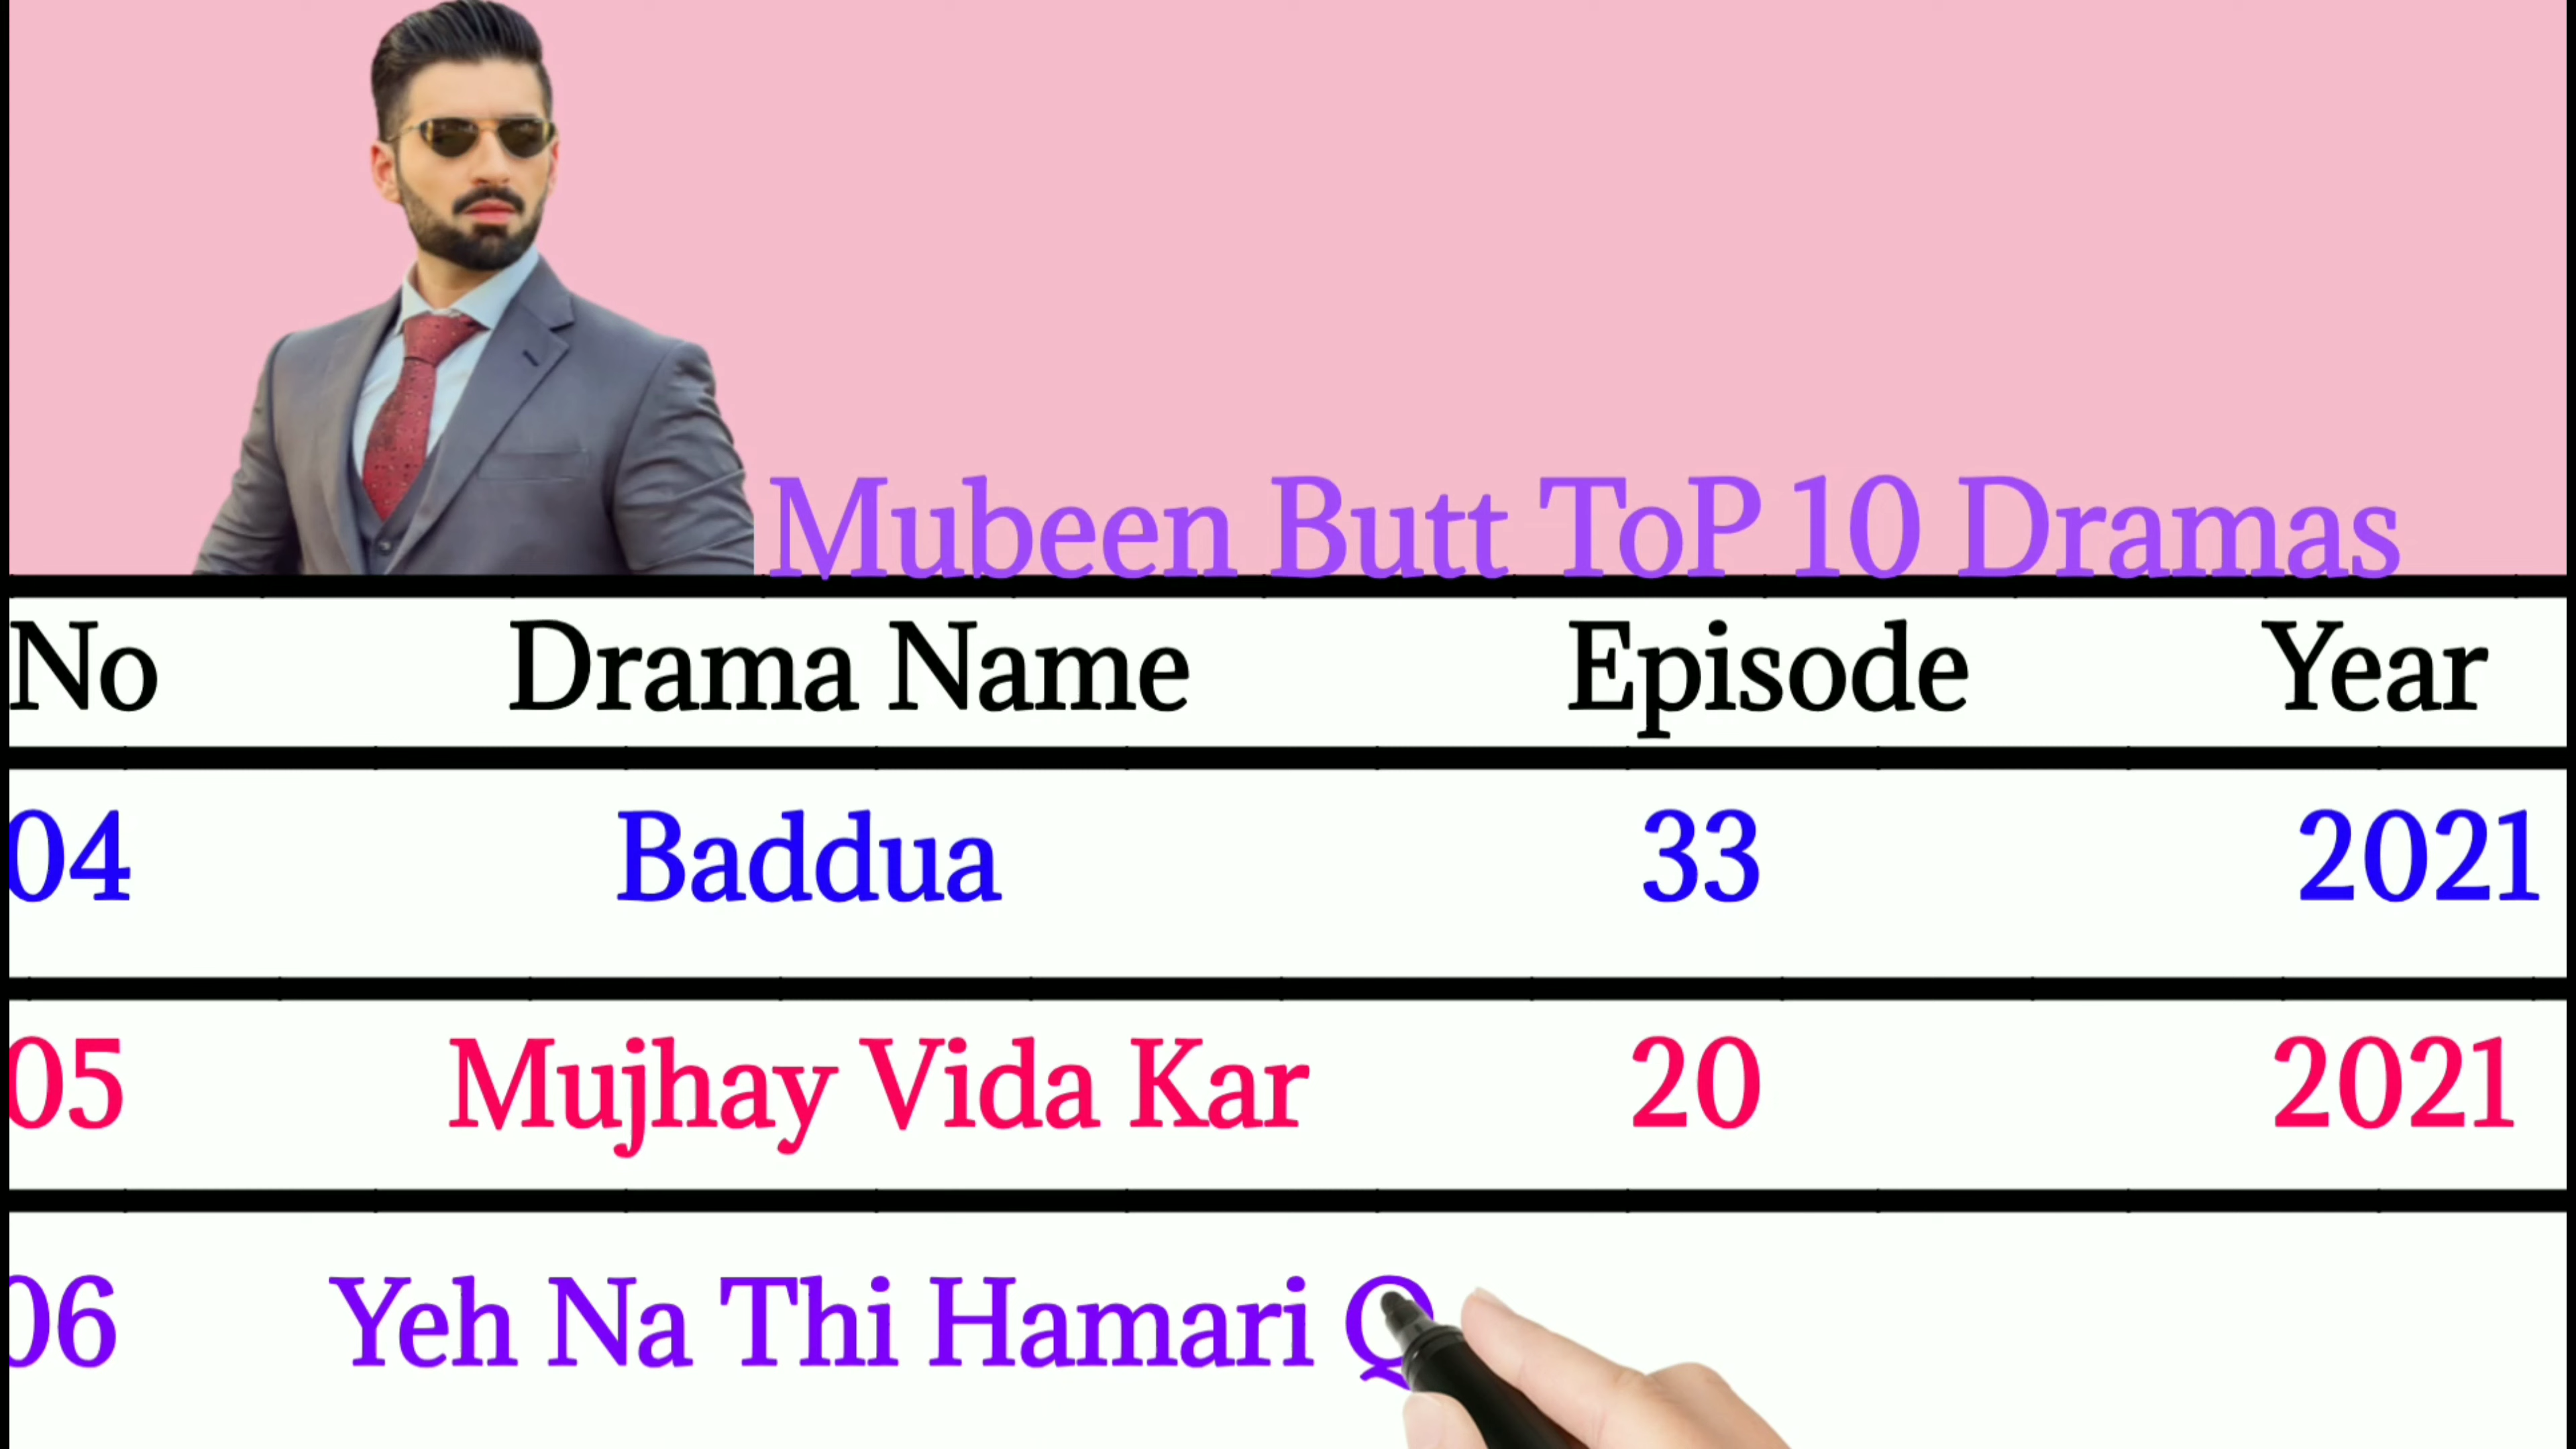 Mubeen Butt ToP 10 Dramas
No Drama Name Episode Year
04 Baddua 33 2021
05 Mujhay Vida Kar 20 2021
06 Yeh Na Thi Hamari Q